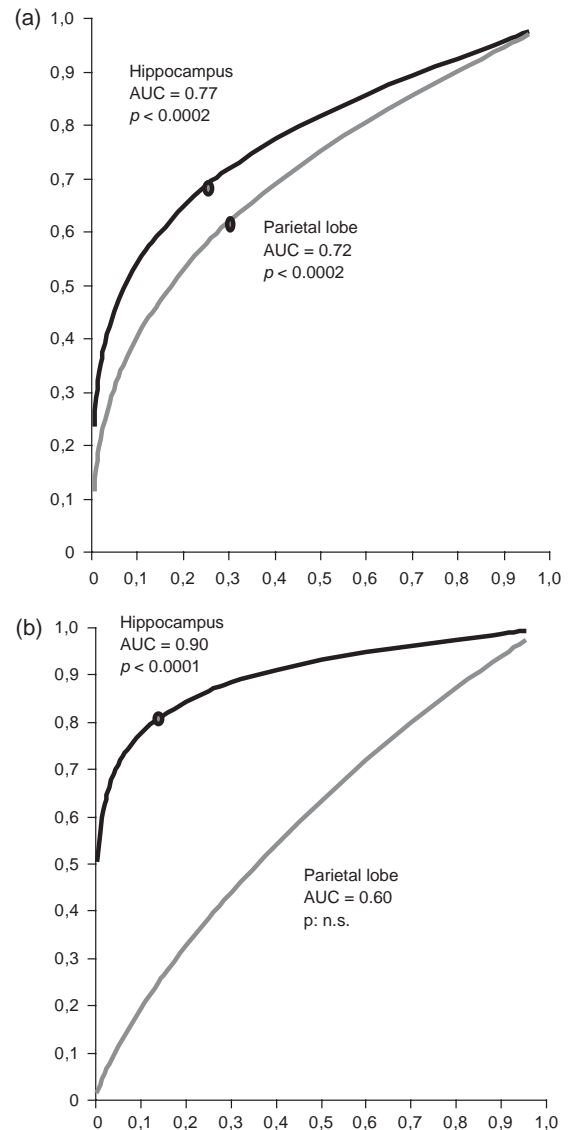 (a)
1,0
0,9
0,8
0,7
0,6
0,5
0,4
0,3
0,2
0,1
0
Hippocampus
AUC = 0.77
p < 0.0002
Parietal lobe
AUC = 0.72
p < 0.0002
0 0,1 0,2 0,3 0,4 0,5 0,6 0,7 0,8 0,9 1,0
(b)
1,0
0,9
0,8
0,7
0,6
0,5
0,4
0,3
0,2
0,1
0
Hippocampus
AUC = 0.90
p < 0.0001
Parietal lobe
AUC = 0.60
p: n.s.
0 0,1 0,2 0,3 0,4 0,5 0,6 0,7 0,8 0,9 1,0